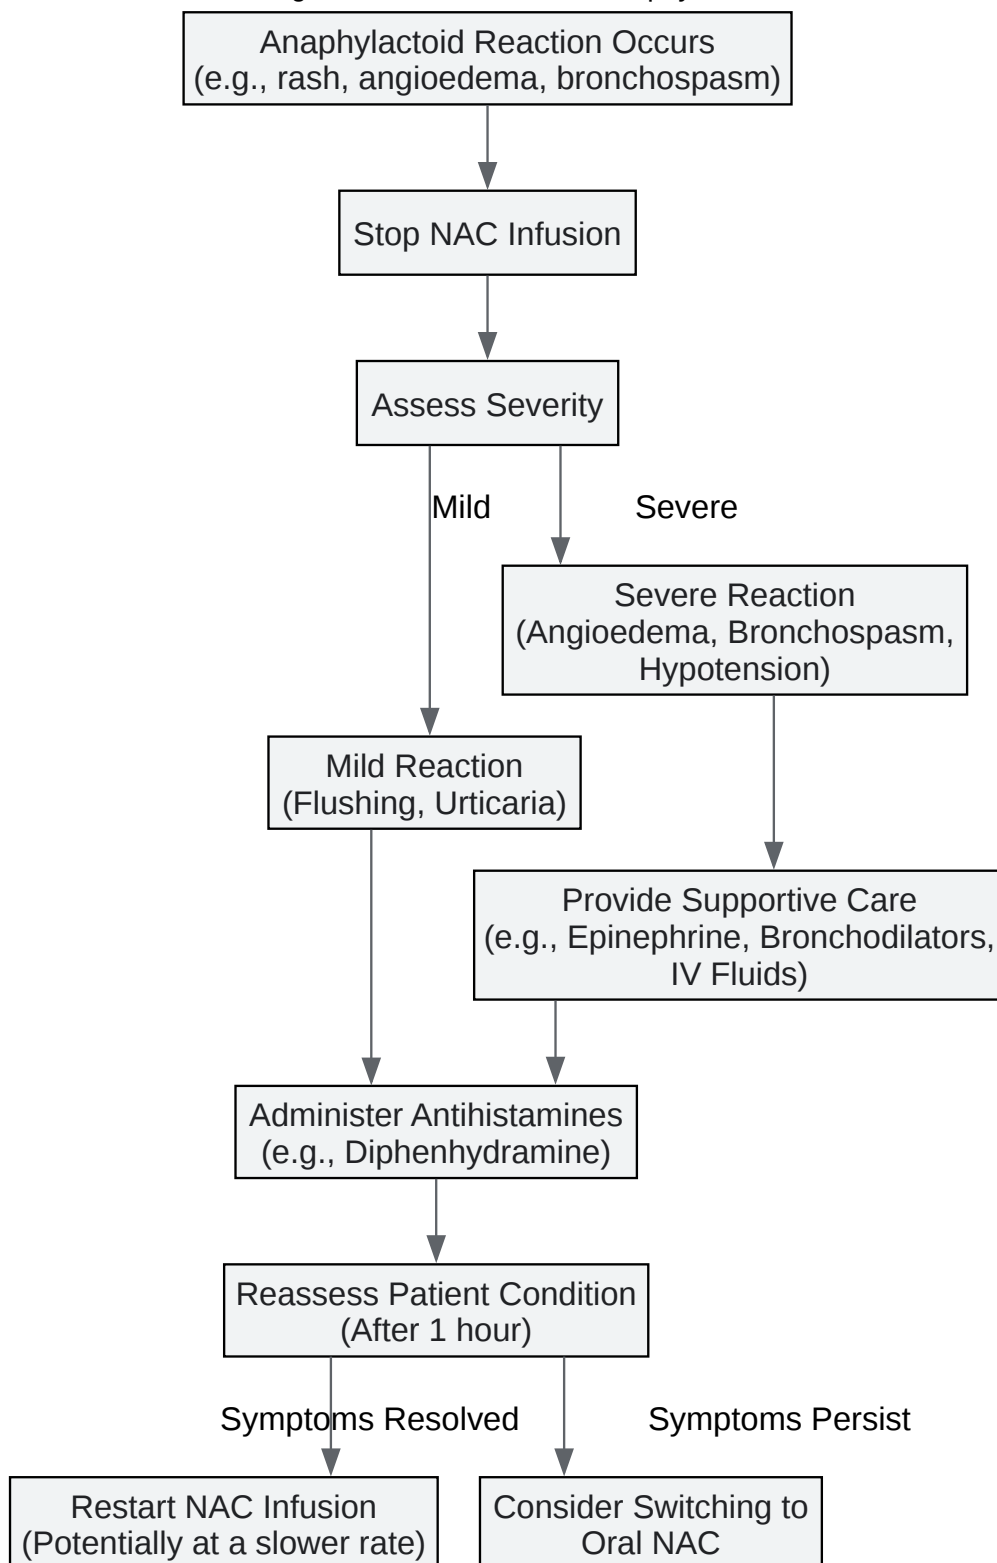 Anaphylactoid Reaction Occurs
(e.g., rash, angioedema, bronchospasm)
Stop NAC Infusion
Assess Severity
Mild
Severe
Severe Reaction
(Angioedema, Bronchospasm,
Hypotension)
Mild Reaction
(Flushing, Urticaria)
Provide Supportive Care
(e.g., Epinephrine, Bronchodilators,
IV Fluids)
Administer Antihistamines
(e.g., Diphenhydramine)
Reassess Patient Condition
(After 1 hour)
Symptoms Resolved
Symptoms Persist
Restart NAC Infusion
(Potentially at a slower rate)
Consider Switching to
Oral NAC